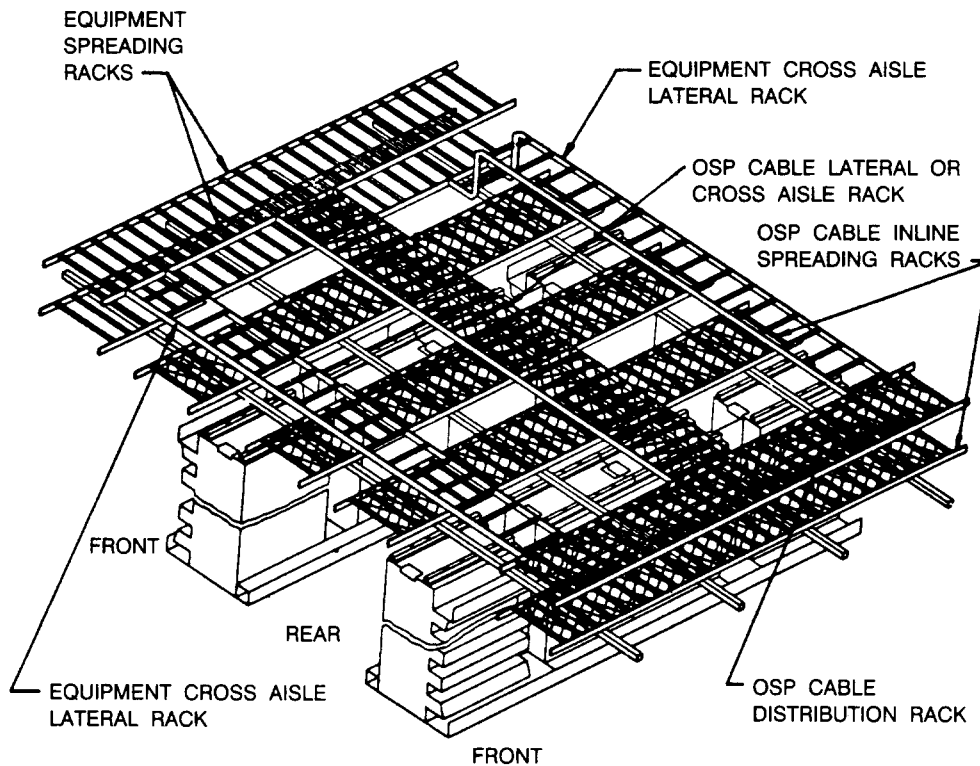 EQUIPMENT
SPREADING
RACKS
EQUIPMENT CROSS AISLE
LATERAL RACK
OSP CABLE LATERAL OR
CROSS AISLE RACK
OSP CABLE INLINE
SPREADING RACKS
FRONT
REAR
EQUIPMENT CROSS AISLE
LATERAL RACK
OSP CABLE
DISTRIBUTION RACK
FRONT